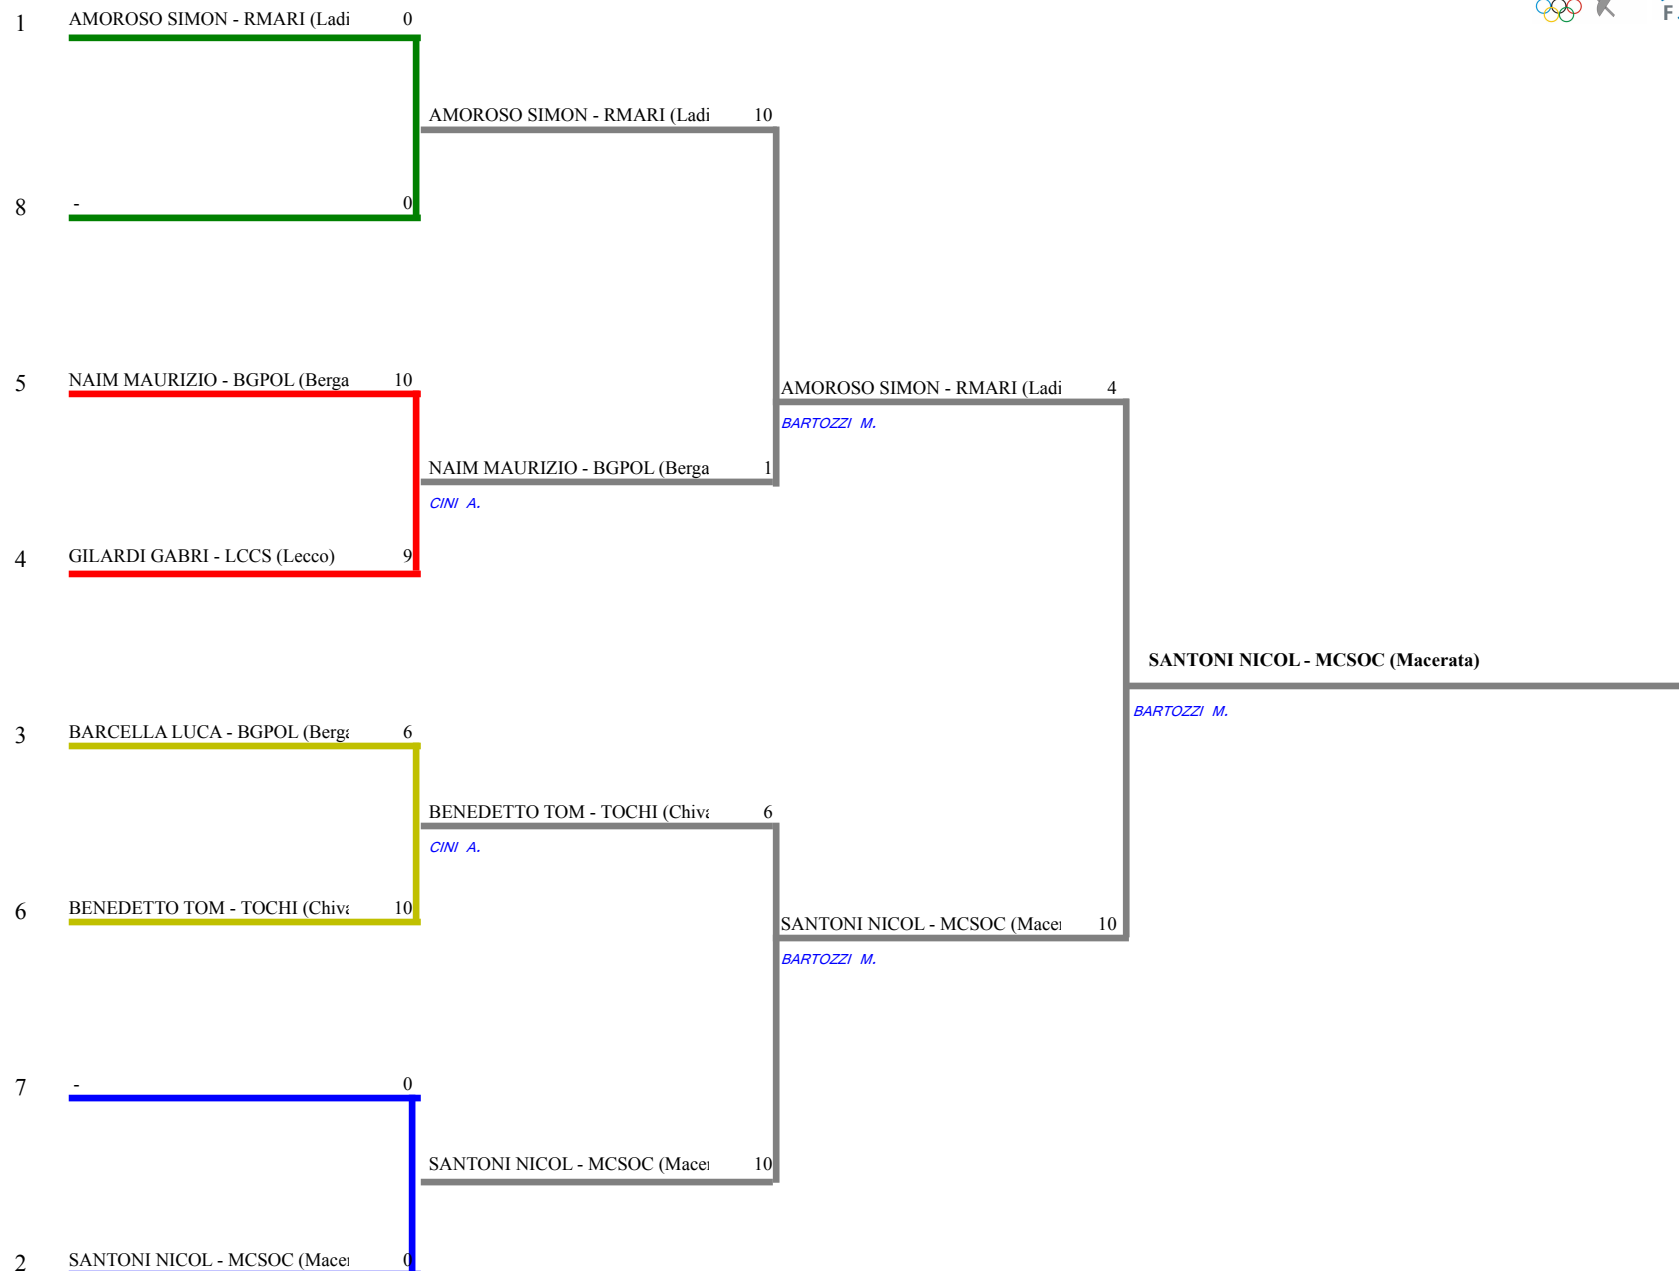 F
1 AMOROSO SIMON - RMARI (Ladi 0
AMOROSO SIMON - RMARI (Ladi 10
8 - 0
5 NAIM MAURIZIO - BGPOL (Berga 10
AMOROSO SIMON - RMARI (Ladi 4
BARTOZZI M.
NAIM MAURIZIO - BGPOL (Berga 1
CINI A.
4 GILARDI GABRI - LCCS (Lecco) 9
SANTONI NICOL - MCSOC (Macerata)
BARTOZZI M.
3 BARCELLA LUCA - BGPOL (Berga 6
BENEDETTO TOM - TOCHI (Chiva 6
CINI A.
6 BENEDETTO TOM - TOCHI (Chiva 10
SANTONI NICOL - MCSOC (Macer 10
BARTOZZI M.
7 - 0
SANTONI NICOL - MCSOC (Macer 10
2 SANTONI NICOL - MCSOC (Macer 0